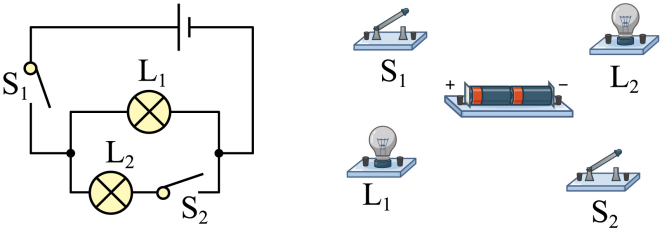 S₁
L₁
L₂
S₂
S₁
L₂
+ −
L₁
S₂